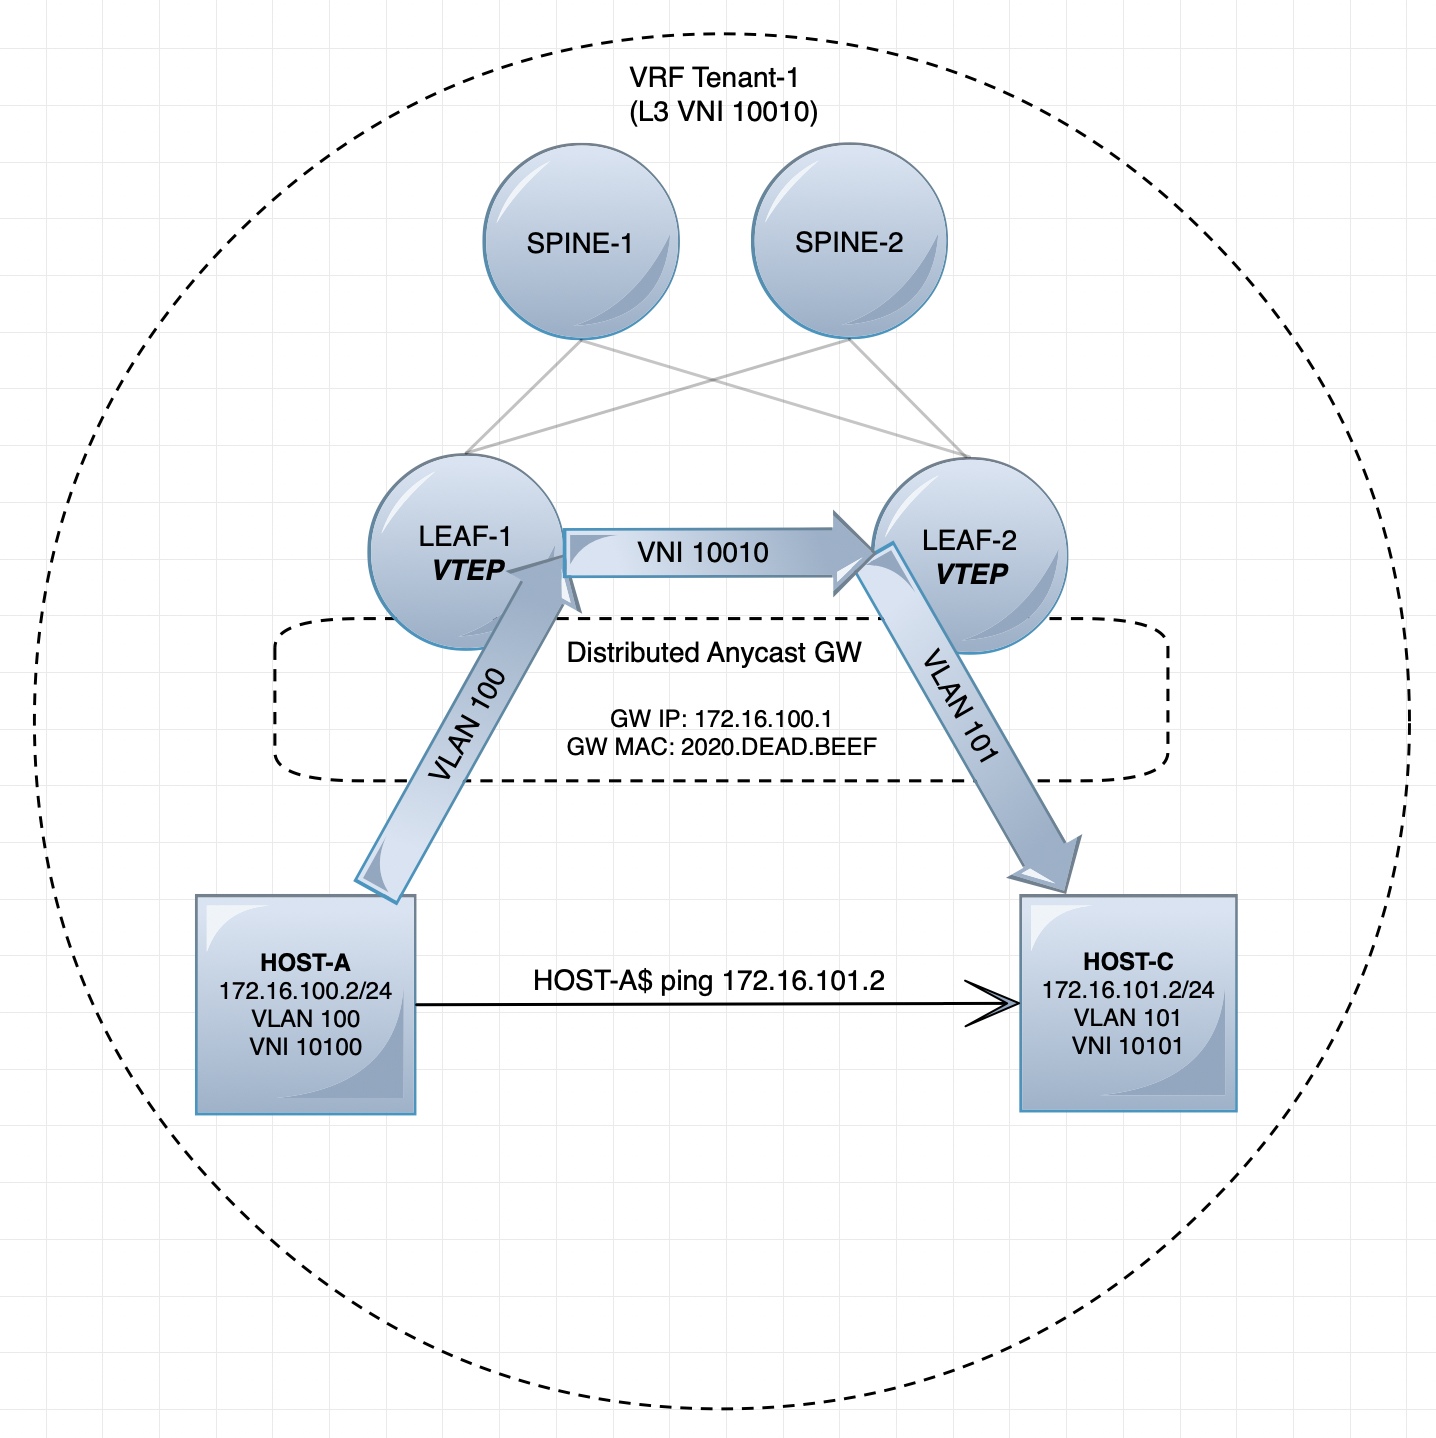 VRF Tenant-1
(L3 VNI 10010)
SPINE-1
SPINE-2
LEAF-1
VTEP
VNI 10010
LEAF-2
VTEP
Distributed Anycast GW
GW IP: 172.16.100.1
GW MAC: 2020.DEAD.BEEF
VLAN 100
VLAN 101
HOST-A
172.16.100.2/24
VLAN 100
VNI 10100
HOST-A$ ping 172.16.101.2
HOST-C
172.16.101.2/24
VLAN 101
VNI 10101